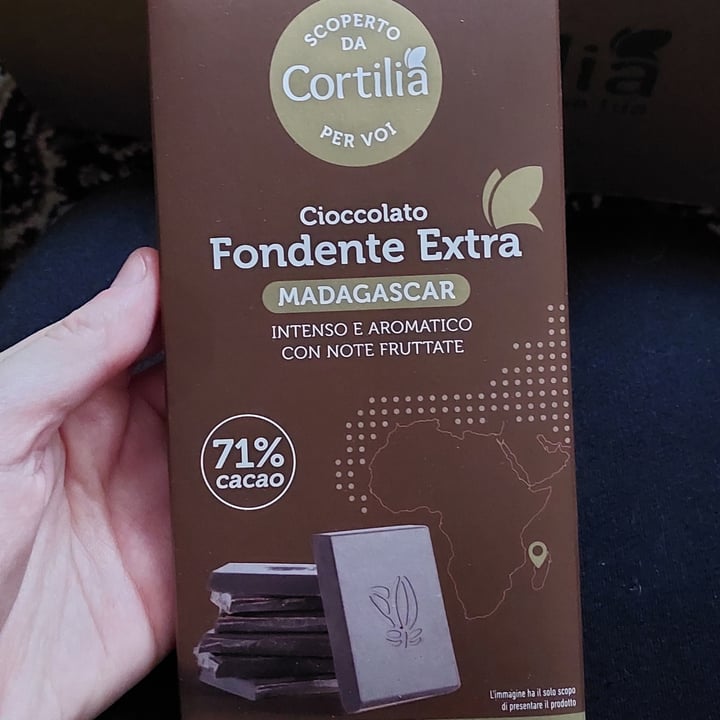 SCOPERTO
DA
Cortilia
PER VOI
Cioccolato
Fondente Extra
MADAGASCAR
INTENSO E AROMATICO
CON NOTE FRUTTATE
71%
cacao
L'immagine ha il solo scopo
di presentare il prodotto